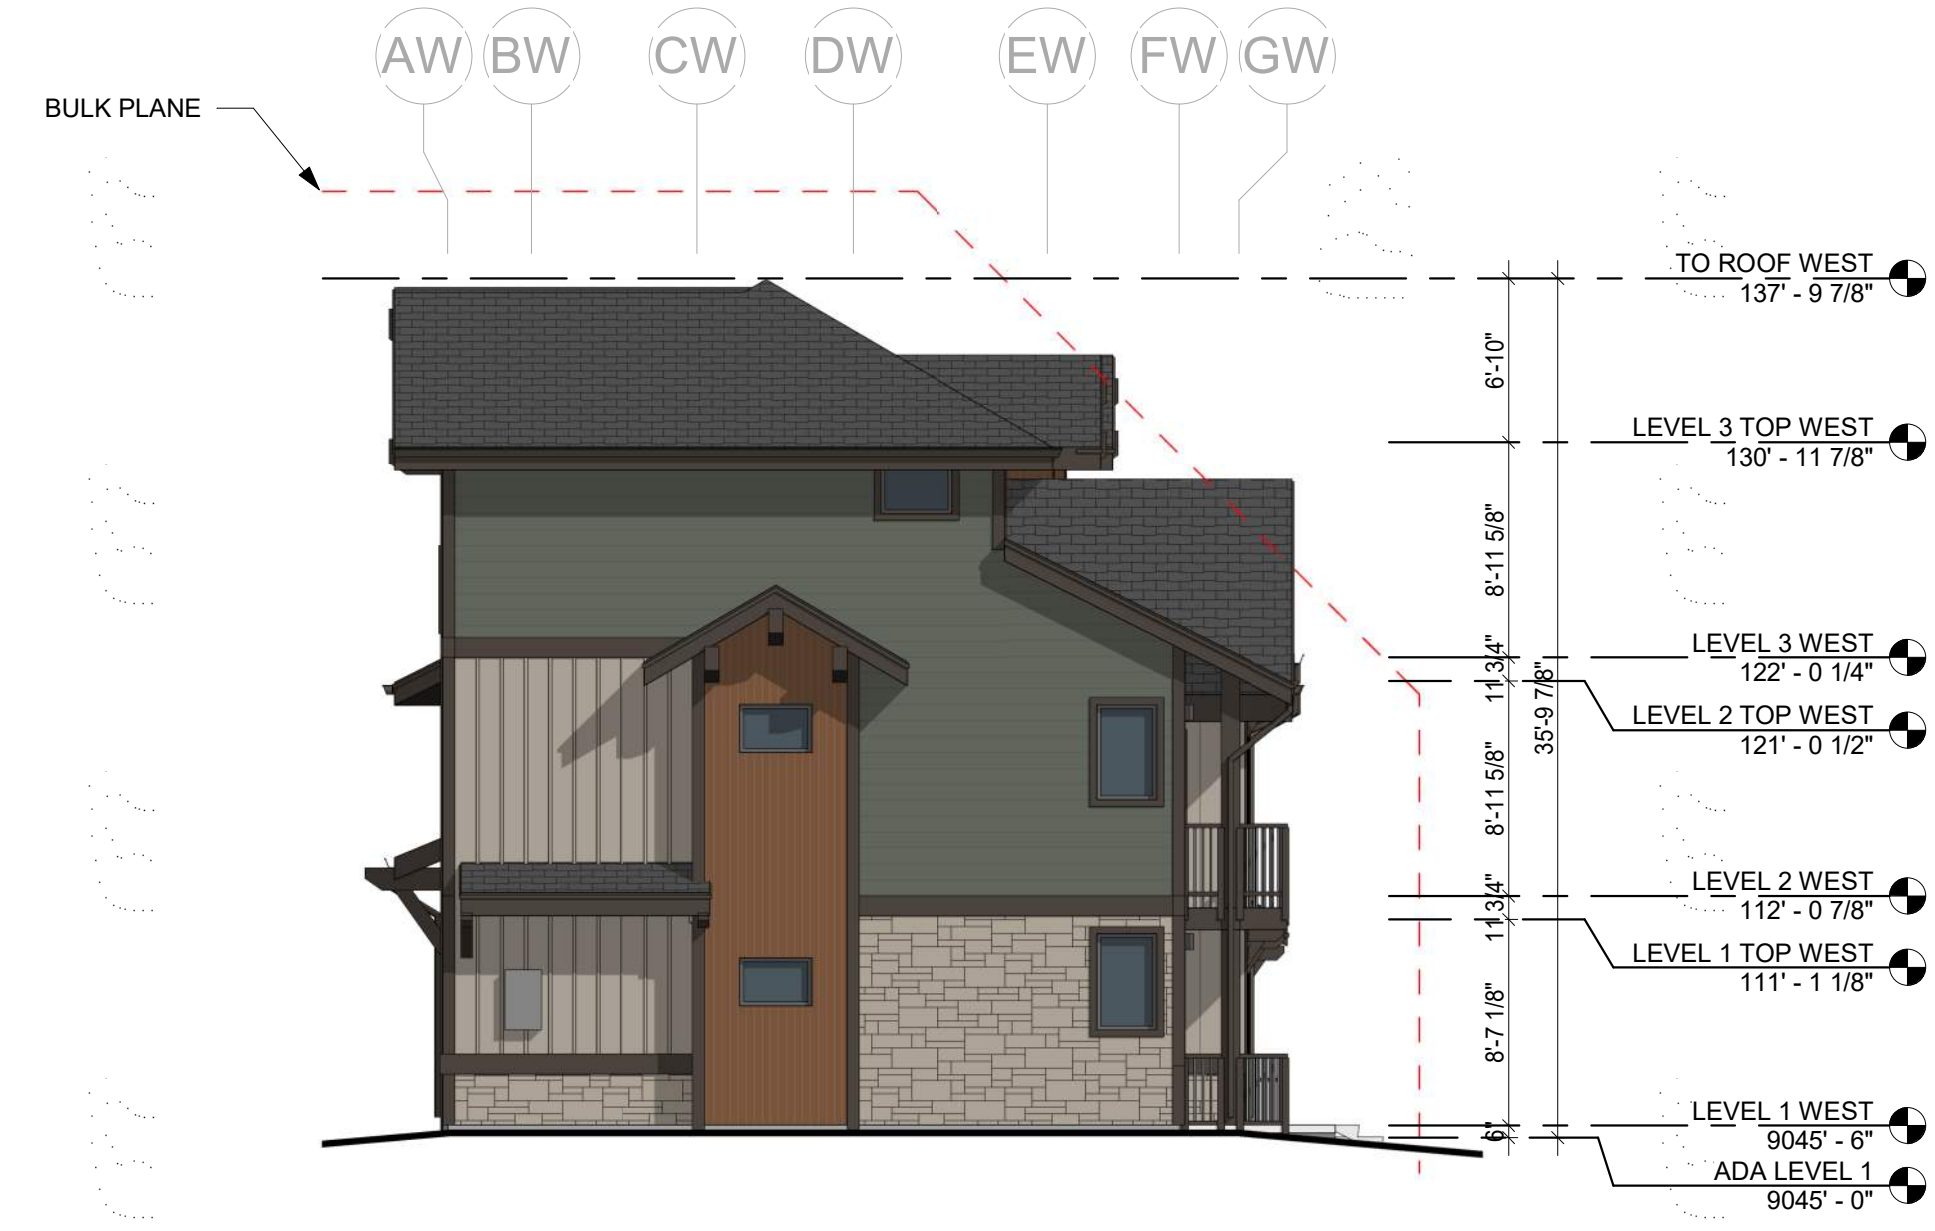 AW BW CW DW EW FW GW
BULK PLANE
TO ROOF WEST
137' - 9 7/8"
6'-10"
LEVEL 3 TOP WEST
130' - 11 7/8"
8'-11 5/8"
LEVEL 3 WEST
122' - 0 1/4"
11 3/4"
35'-9 7/8"
LEVEL 2 TOP WEST
121' - 0 1/2"
8'-11 5/8"
LEVEL 2 WEST
112' - 0 7/8"
11 3/4"
LEVEL 1 TOP WEST
111' - 1 1/8"
8'-7 1/8"
LEVEL 1 WEST
9045' - 6"
6"
ADA LEVEL 1
9045' - 0"